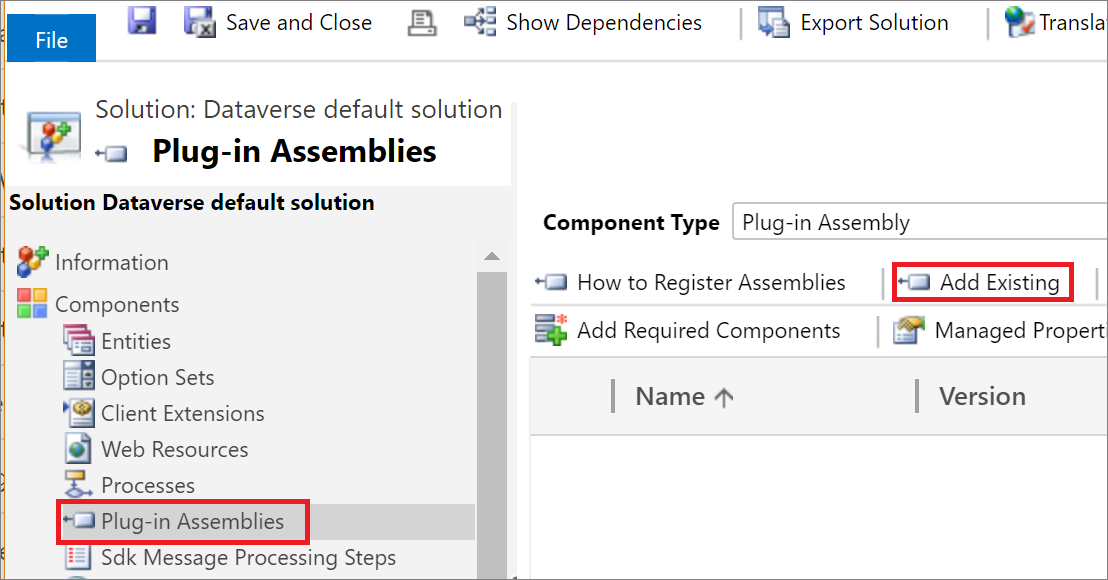 File
Save and Close
Show Dependencies
Export Solution
Transla
Solution: Dataverse default solution
Plug-in Assemblies
Solution Dataverse default solution
Information
Components
Entities
Option Sets
Client Extensions
Web Resources
Processes
Plug-in Assemblies
Sdk Message Processing Steps
Component Type
Plug-in Assembly
How to Register Assemblies
Add Existing
Add Required Components
Managed Propert
Name
Version